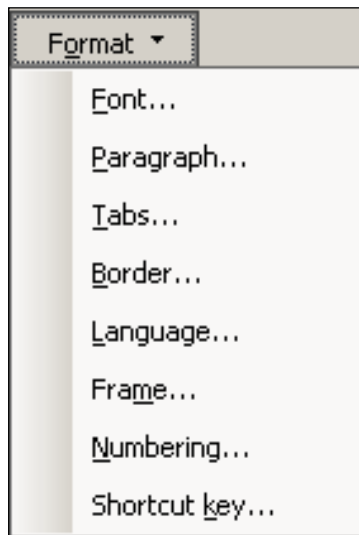 Format
Font...
Paragraph...
Tabs...
Border...
Language...
Frame...
Numbering...
Shortcut key...